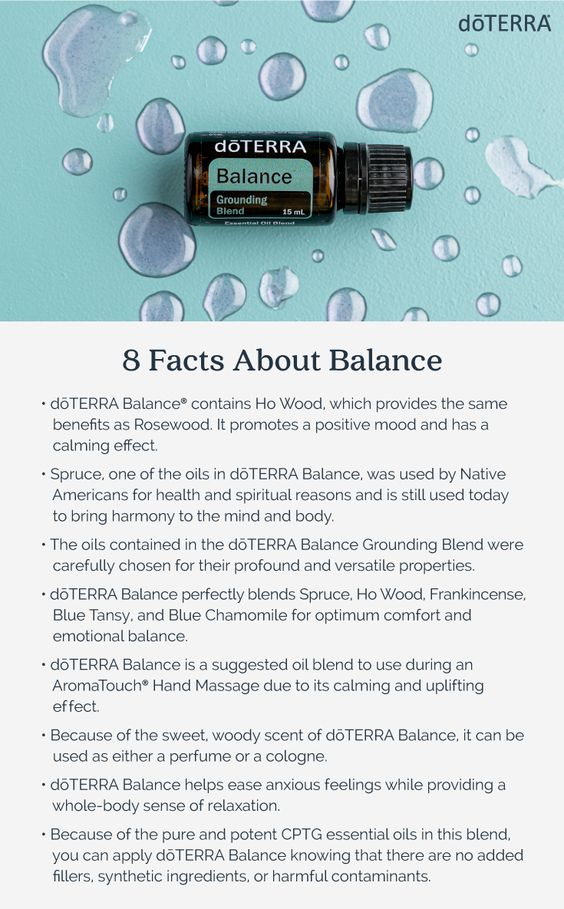 dōTERRA®
dōTERRA
Balance™
Grounding
Blend 15 mL
Essential Oil Blend
8 Facts About Balance
• dōTERRA Balance® contains Ho Wood, which provides the same
benefits as Rosewood. It promotes a positive mood and has a
calming effect.
• Spruce, one of the oils in dōTERRA Balance, was used by Native
Americans for health and spiritual reasons and is still used today
to bring harmony to the mind and body.
• The oils contained in the dōTERRA Balance Grounding Blend were
carefully chosen for their profound and versatile properties.
• dōTERRA Balance perfectly blends Spruce, Ho Wood, Frankincense,
Blue Tansy, and Blue Chamomile for optimum comfort and
emotional balance.
• dōTERRA Balance is a suggested oil blend to use during an
AromaTouch® Hand Massage due to its calming and uplifting
effect.
• Because of the sweet, woody scent of dōTERRA Balance, it can be
used as either a perfume or a cologne.
• dōTERRA Balance helps ease anxious feelings while providing a
whole-body sense of relaxation.
• Because of the pure and potent CPTG essential oils in this blend,
you can apply dōTERRA Balance knowing that there are no added
fillers, synthetic ingredients, or harmful contaminants.